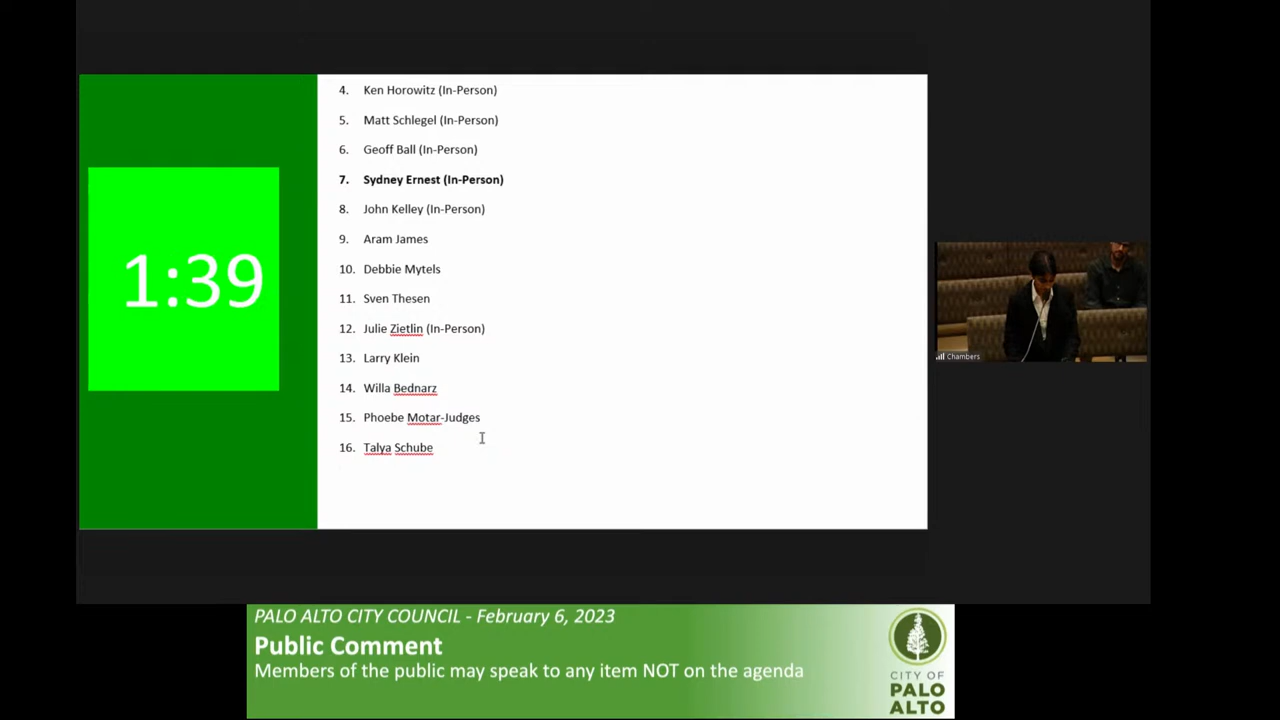 1:39
4. Ken Horowitz (In-Person)
5. Matt Schlegel (In-Person)
6. Geoff Ball (In-Person)
7. Sydney Ernest (In-Person)
8. John Kelley (In-Person)
9. Aram James
10. Debbie Mytels
11. Sven Thesen
12. Julie Zietlin (In-Person)
13. Larry Klein
14. Willa Bednarz
15. Phoebe Motar-Judges
16. Talya Schube
Chambers
PALO ALTO CITY COUNCIL - February 6, 2023
Public Comment
Members of the public may speak to any item NOT on the agenda
CITY OF
PALO
ALTO